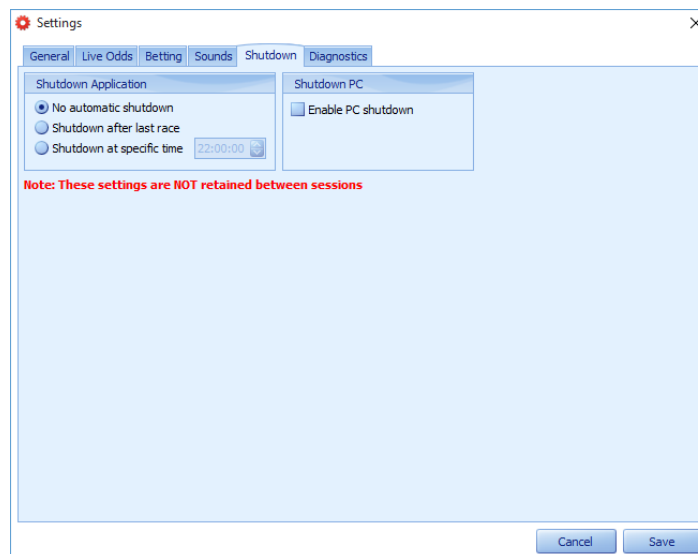 Settings
General Live Odds Betting Sounds Shutdown Diagnostics
Shutdown Application
No automatic shutdown
Shutdown after last race
Shutdown at specific time 22:00:00
Shutdown PC
Enable PC shutdown
Note: These settings are NOT retained between sessions
Cancel Save